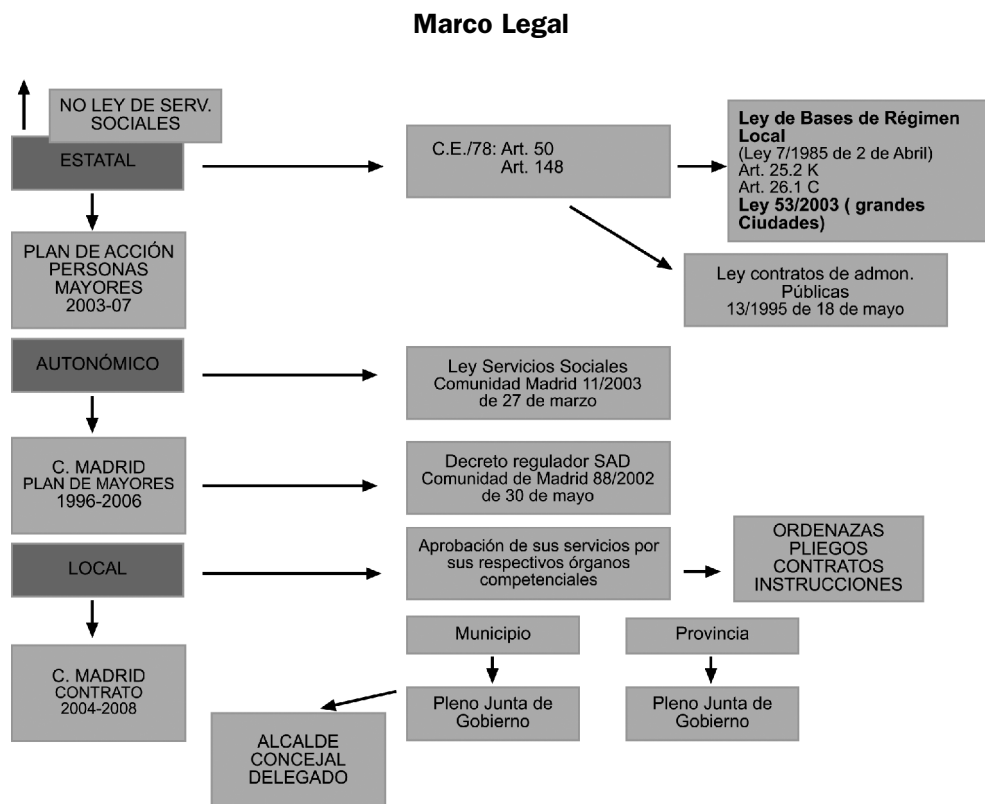 Marco Legal
NO LEY DE SERV.
SOCIALES
ESTATAL
C.E./78: Art. 50
Art. 148
Ley de Bases de Régimen
Local
(Ley 7/1985 de 2 de Abril)
Art. 25.2 K
Art. 26.1 C
Ley 53/2003 ( grandes
Ciudades)
PLAN DE ACCIÓN
PERSONAS
MAYORES
2003-07
Ley contratos de admon.
Públicas
13/1995 de 18 de mayo
AUTONÓMICO
Ley Servicios Sociales
Comunidad Madrid 11/2003
de 27 de marzo
C. MADRID
PLAN DE MAYORES
1996-2006
Decreto regulador SAD
Comunidad de Madrid 88/2002
de 30 de mayo
LOCAL
Aprobación de sus servicios por
sus respectivos órganos
competenciales
ORDENAZAS
PLIEGOS
CONTRATOS
INSTRUCCIONES
Municipio
Provincia
C. MADRID
CONTRATO
2004-2008
Pleno Junta de
Gobierno
Pleno Junta de
Gobierno
ALCALDE
CONCEJAL
DELEGADO